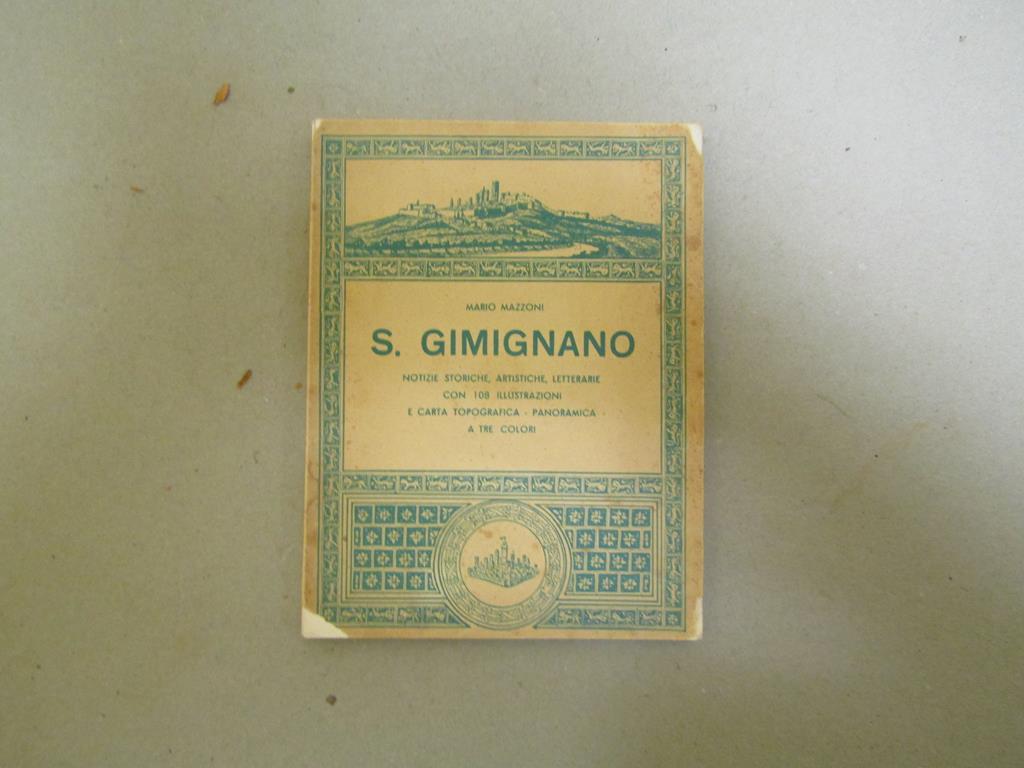 MARIO MAZZONI
S. GIMIGNANO
NOTIZIE STORICHE, ARTISTICHE, LETTERARIE
CON 108 ILLUSTRAZIONI
E CARTA TOPOGRAFICA - PANORAMICA
A TRE COLORI